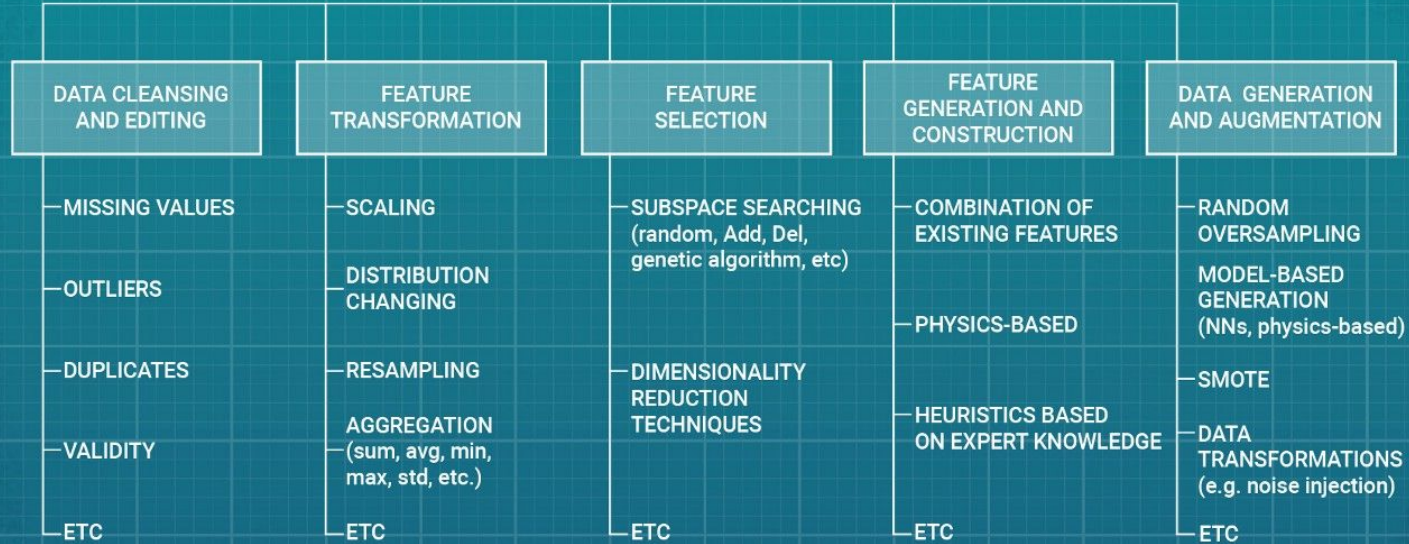 DATA CLEANSING
AND EDITING
MISSING VALUES
OUTLIERS
DUPLICATES
VALIDITY
ETC
FEATURE
TRANSFORMATION
SCALING
DISTRIBUTION
CHANGING
RESAMPLING
AGGREGATION
(sum, avg, min,
max, std, etc.)
ETC
FEATURE
SELECTION
SUBSPACE SEARCHING
(random, Add, Del,
genetic algorithm, etc)
DIMENSIONALITY
REDUCTION
TECHNIQUES
ETC
FEATURE
GENERATION AND
CONSTRUCTION
COMBINATION OF
EXISTING FEATURES
PHYSICS-BASED
HEURISTICS BASED
ON EXPERT KNOWLEDGE
ETC
DATA GENERATION
AND AUGMENTATION
RANDOM
OVERSAMPLING
MODEL-BASED
GENERATION
(NNs, physics-based)
SMOTE
DATA
TRANSFORMATIONS
(e.g. noise injection)
ETC